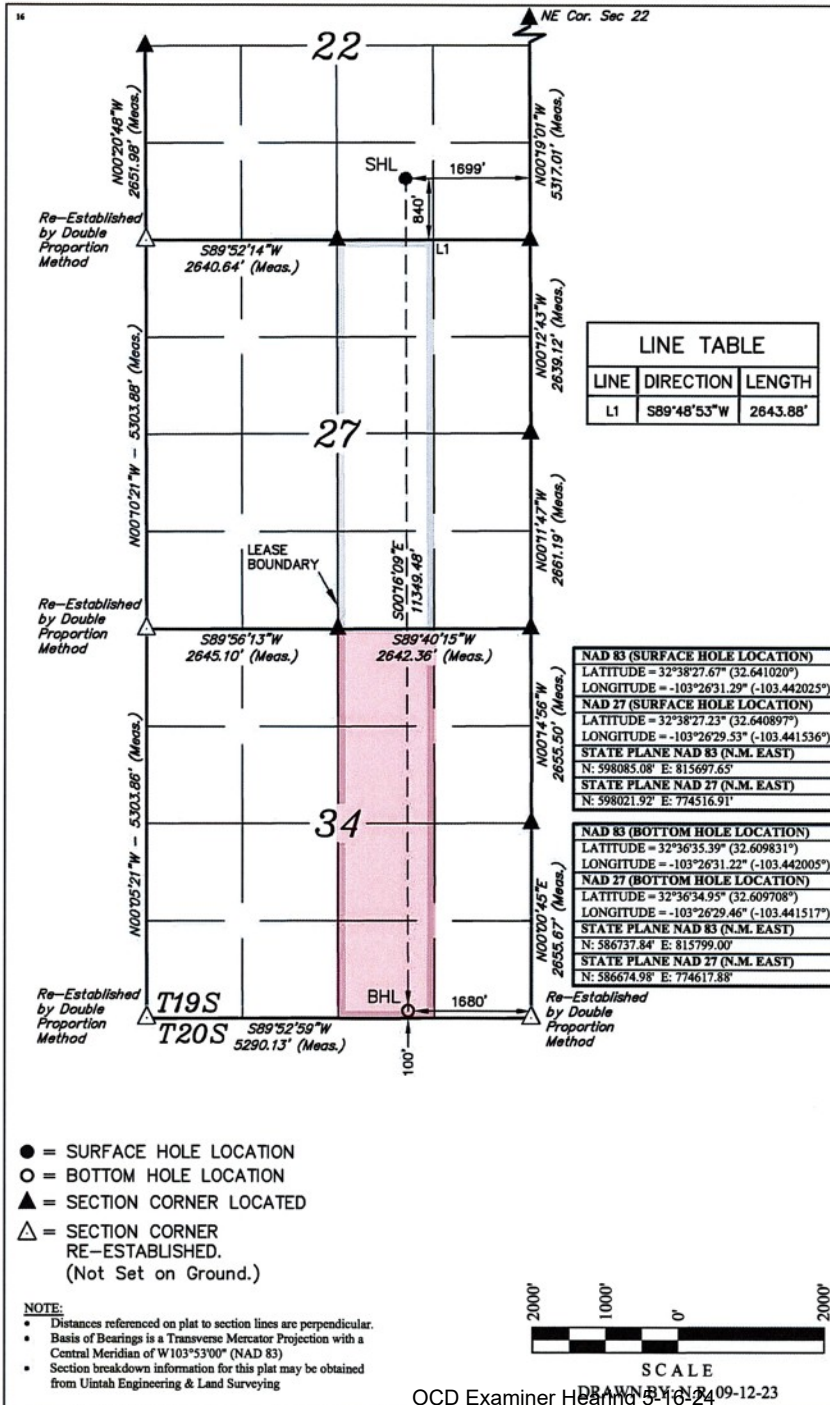 16
NE Cor. Sec 22
22
N00°20'48"W
2651.98' (Meas.)
N00°19'01"W
5317.01' (Meas.)
SHL
1699'
840'
Re-Established
by Double
Proportion
Method
S89°52'14"W
2640.64' (Meas.)
L1
N00°12'43"W
2639.12' (Meas.)
LINE TABLE
LINE DIRECTION LENGTH
L1 S89°48'53"W 2643.88'
N00°10'21"W - 5303.88' (Meas.)
27
LEASE
BOUNDARY
S00°16'09"E
11349.48'
N00°11'47"W
2661.19' (Meas.)
Re-Established
by Double
Proportion
Method
S89°56'13"W
2645.10' (Meas.)
S89°40'15"W
2642.36' (Meas.)
N00°14'56"W
2655.50' (Meas.)
NAD 83 (SURFACE HOLE LOCATION)
LATITUDE = 32°38'27.67" (32.641020°)
LONGITUDE = -103°26'31.29" (-103.442025°)
NAD 27 (SURFACE HOLE LOCATION)
LATITUDE = 32°38'27.23" (32.640897°)
LONGITUDE = -103°26'29.53" (-103.441536°)
STATE PLANE NAD 83 (N.M. EAST)
N: 598085.08' E: 815697.65'
STATE PLANE NAD 27 (N.M. EAST)
N: 598021.92' E: 774516.91'
N00°05'21"W - 5303.86' (Meas.)
34
N00°00'45"E
2655.67' (Meas.)
NAD 83 (BOTTOM HOLE LOCATION)
LATITUDE = 32°36'35.39" (32.609831°)
LONGITUDE = -103°26'31.22" (-103.442005°)
NAD 27 (BOTTOM HOLE LOCATION)
LATITUDE = 32°36'34.95" (32.609708°)
LONGITUDE = -103°26'29.46" (-103.441517°)
STATE PLANE NAD 83 (N.M. EAST)
N: 586737.84' E: 815799.00'
STATE PLANE NAD 27 (N.M. EAST)
N: 586674.98' E: 774617.88'
Re-Established
by Double
Proportion
Method
T19S
T20S
S89°52'59"W
5290.13' (Meas.)
BHL
1680'
100'
Re-Established
by Double
Proportion
Method
● = SURFACE HOLE LOCATION
○ = BOTTOM HOLE LOCATION
▲ = SECTION CORNER LOCATED
△ = SECTION CORNER
RE-ESTABLISHED.
(Not Set on Ground.)
NOTE:
• Distances referenced on plat to section lines are perpendicular.
• Basis of Bearings is a Transverse Mercator Projection with a
Central Meridian of W103°53'00" (NAD 83)
• Section breakdown information for this plat may be obtained
from Uintah Engineering & Land Surveying
2000' 1000' 0' 2000'
SCALE
DRAWN BY: N.R. 09-12-23
OCD Examiner Hearing 5-16-24